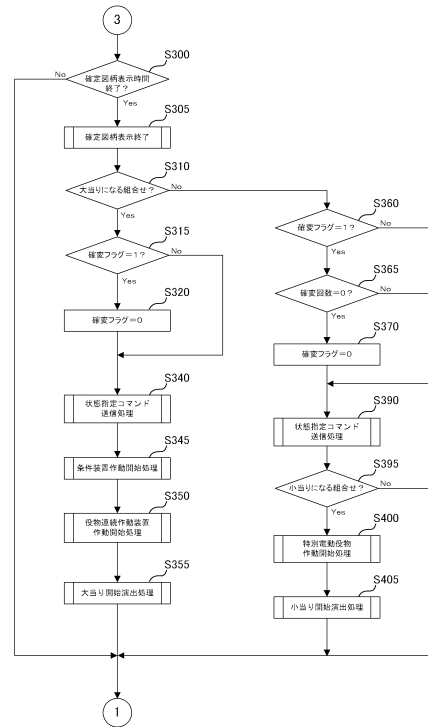 3
S300
確定図柄表示時間
終了？
No
Yes
S305
確定図柄表示終了
S310
大当りになる組合せ？
No
Yes
S315
確変フラグ＝1？
No
Yes
S320
確変フラグ＝0
S340
状態指定コマンド
送信処理
S345
条件装置作動開始処理
S350
役物連続作動装置
作動開始処理
S355
大当り開始演出処理
S360
確変フラグ＝1？
No
Yes
S365
確変回数＝0？
No
Yes
S370
確変フラグ＝0
S390
状態指定コマンド
送信処理
S395
小当りになる組合せ？
No
Yes
S400
特別電動役物
作動開始処理
S405
小当り開始演出処理
1